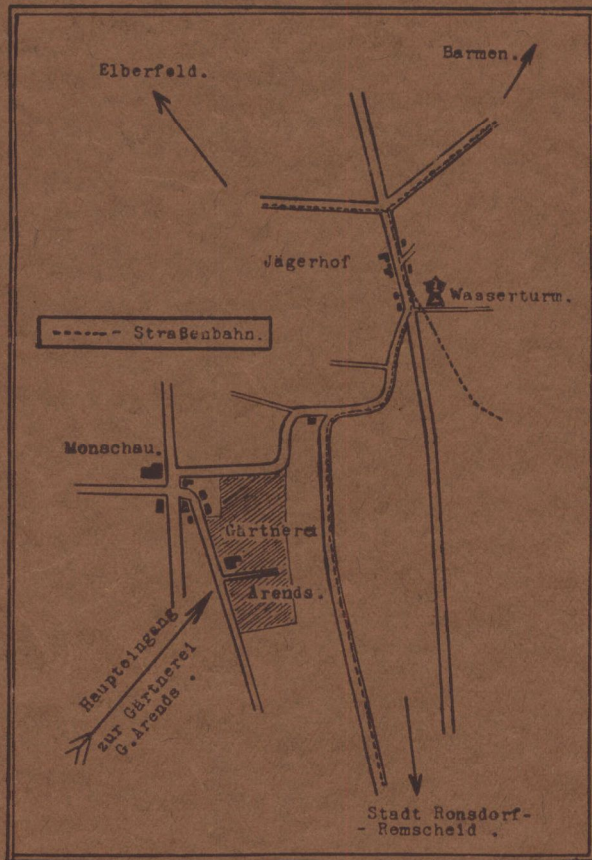 Elberfeld.
Barmen.
Jägerhof
Wasserturm.
------ Straßenbahn.
Monschau.
Gärtnerei
Arends.
Haupteingang
zur Gärtnerei
G.Arends .
Stadt Ronsdorf-
- Remscheid .